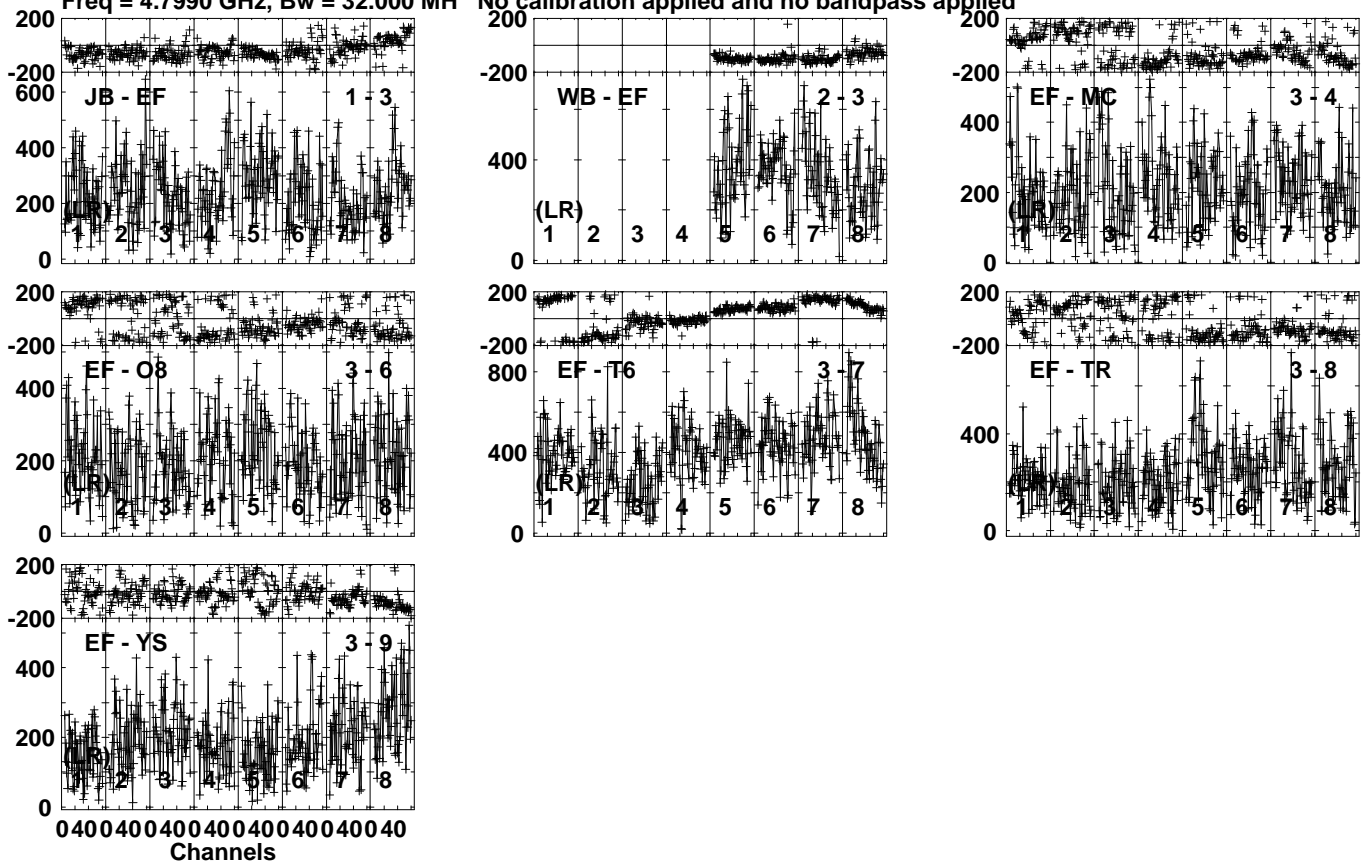 Freq = 4.7990 GHz, Bw = 32.000 MH No calibration applied and no bandpass applied
200
-200
600
400
200
0
JB - EF 1 - 3
(LR)
1 2 3 4 5 6 7 8
200
-200
400
0
WB - EF 2 - 3
(LR)
1 2 3 4 5 6 7 8
200
-200
400
200
0
EF - MC 3 - 4
(LR)
1 2 3 4 5 6 7 8
200
-200
400
200
0
EF - O8 3 - 6
(LR)
1 2 3 4 5 6 7 8
200
-200
800
400
0
EF - T6 3 - 7
(LR)
1 2 3 4 5 6 7 8
200
-200
400
0
EF - TR 3 - 8
(LR)
1 2 3 4 5 6 7 8
200
-200
400
200
0
EF - YS 3 - 9
(LR)
1 2 3 4 5 6 7 8
0 40 0 40 0 40 0 40 0 40 0 40 0 40 0 40
Channels